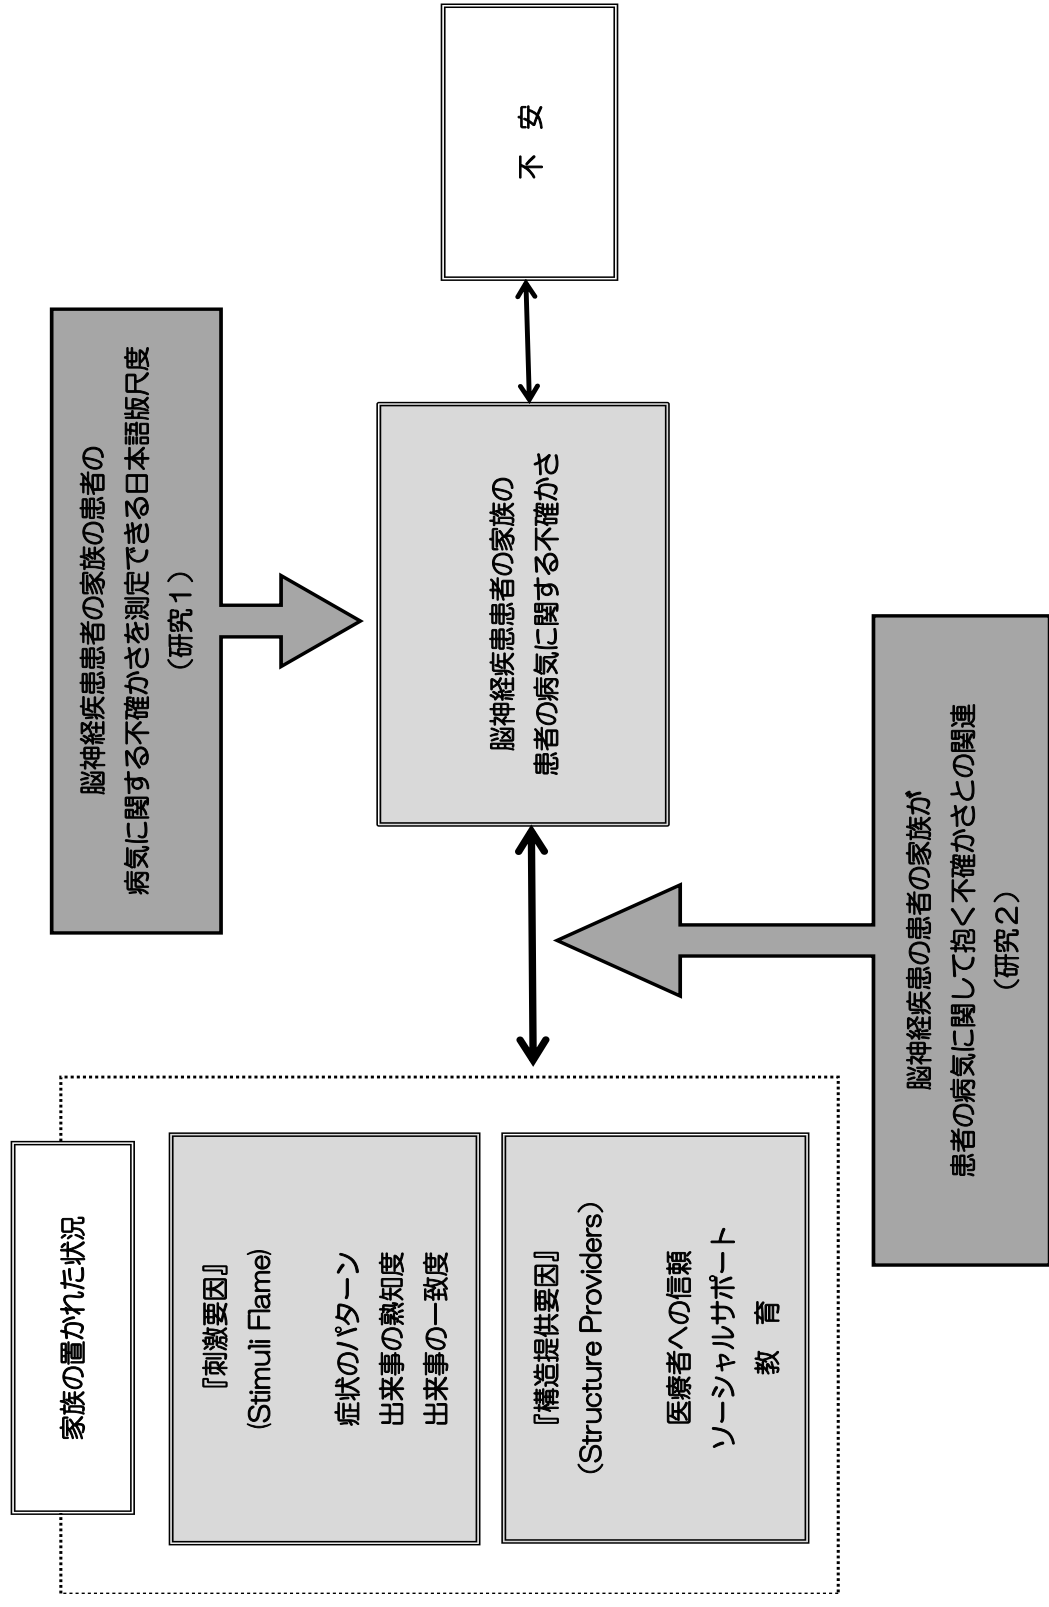 家族の置かれた状況
『刺激要因』
(Stimuli Flame)
症状のパターン
出来事の熟知度
出来事の一致度
『構造提供要因』
(Structure Providers)
医療者への信頼
ソーシャルサポート
教 育
脳神経疾患患者の家族の患者の
病気に関する不確かさを測定できる日本語版尺度
(研究1)
脳神経疾患患者の家族の
患者の病気に関する不確かさ
脳神経疾患の患者の家族が
患者の病気に関して抱く不確かさとの関連
(研究2)
不 安